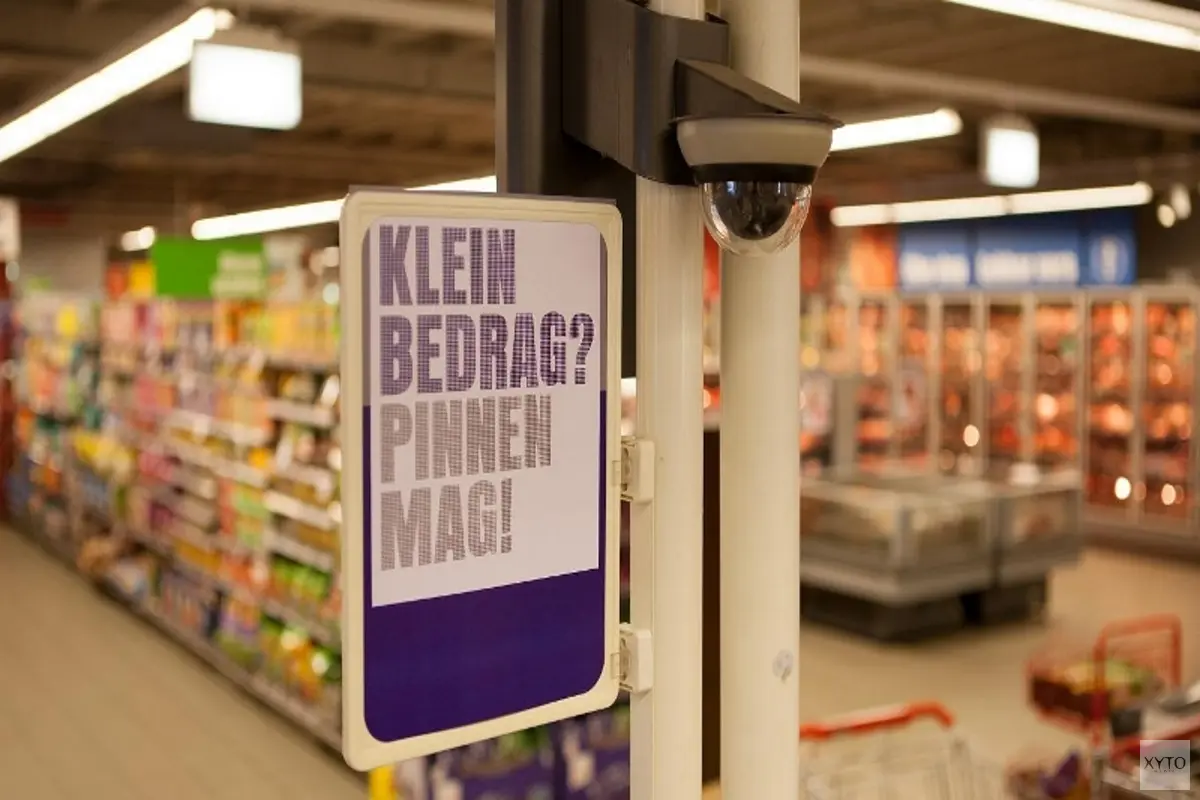 KLEIN
BEDRAG?
PINNEN
MAG!
XYTO